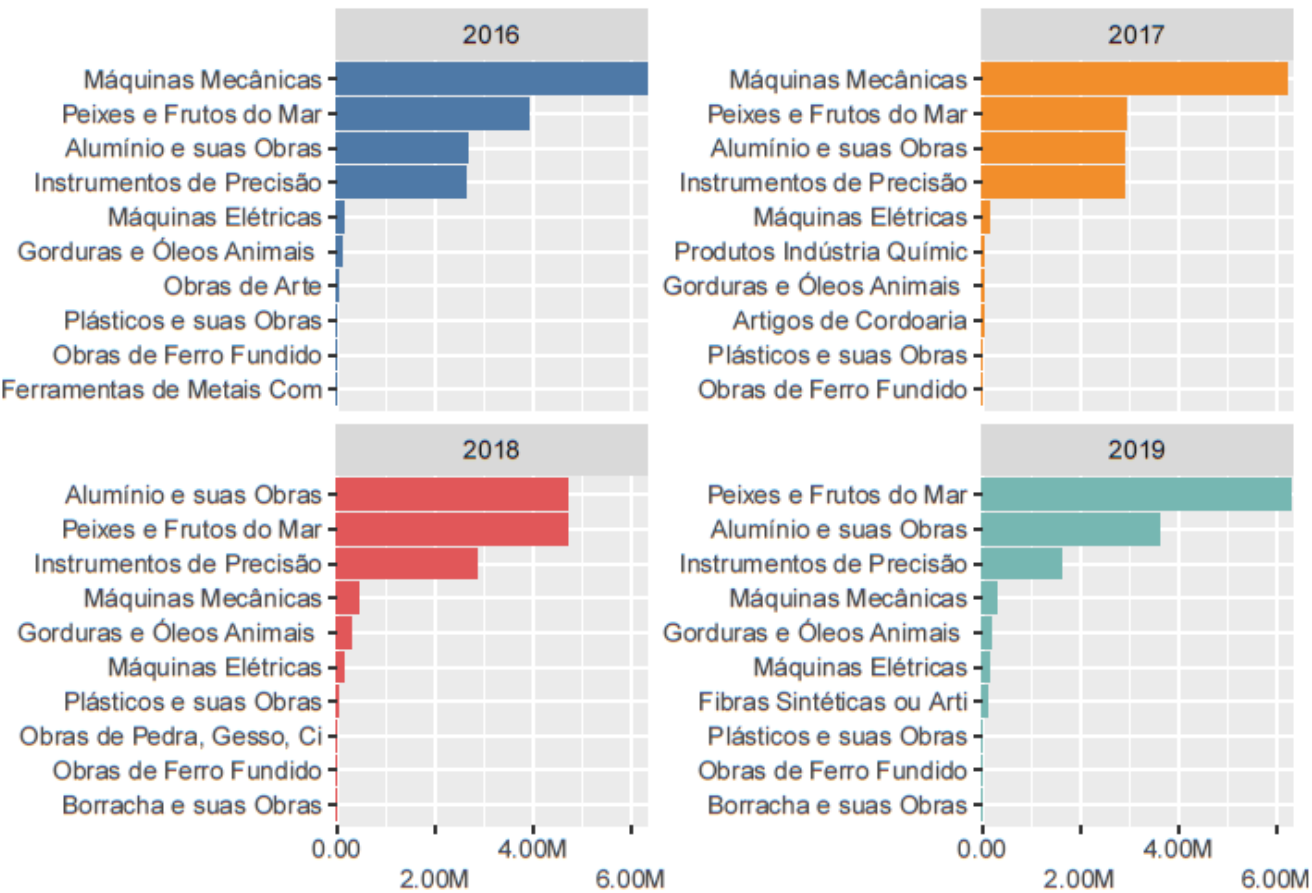 2016
Máquinas Mecânicas
Peixes e Frutos do Mar
Alumínio e suas Obras
Instrumentos de Precisão
Máquinas Elétricas
Gorduras e Óleos Animais
Obras de Arte
Plásticos e suas Obras
Obras de Ferro Fundido
Ferramentas de Metais Com
2017
Máquinas Mecânicas
Peixes e Frutos do Mar
Alumínio e suas Obras
Instrumentos de Precisão
Máquinas Elétricas
Produtos Indústria Químic
Gorduras e Óleos Animais
Artigos de Cordoaria
Plásticos e suas Obras
Obras de Ferro Fundido
2018
Alumínio e suas Obras
Peixes e Frutos do Mar
Instrumentos de Precisão
Máquinas Mecânicas
Gorduras e Óleos Animais
Máquinas Elétricas
Plásticos e suas Obras
Obras de Pedra, Gesso, Ci
Obras de Ferro Fundido
Borracha e suas Obras
0.00 4.00M
2.00M 6.00M
2019
Peixes e Frutos do Mar
Alumínio e suas Obras
Instrumentos de Precisão
Máquinas Mecânicas
Gorduras e Óleos Animais
Máquinas Elétricas
Fibras Sintéticas ou Arti
Plásticos e suas Obras
Obras de Ferro Fundido
Borracha e suas Obras
0.00 4.00M
2.00M 6.00M